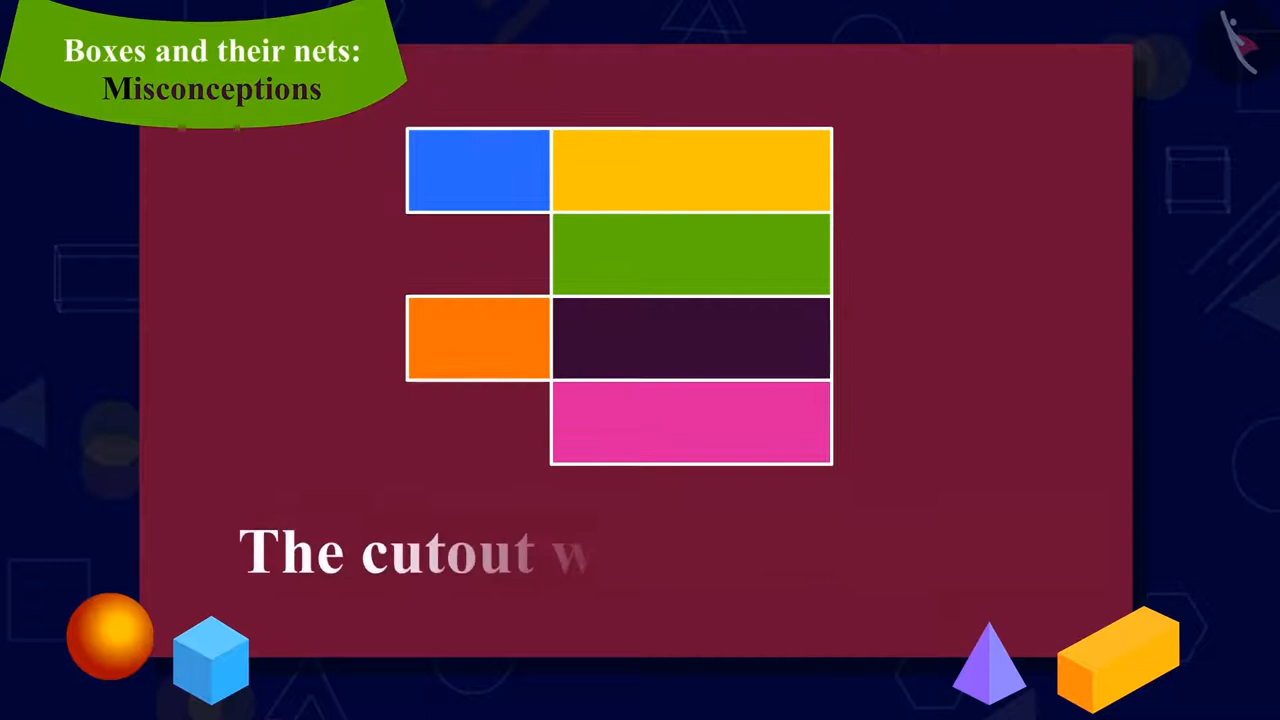 Boxes and their nets:
Misconceptions
The cutout